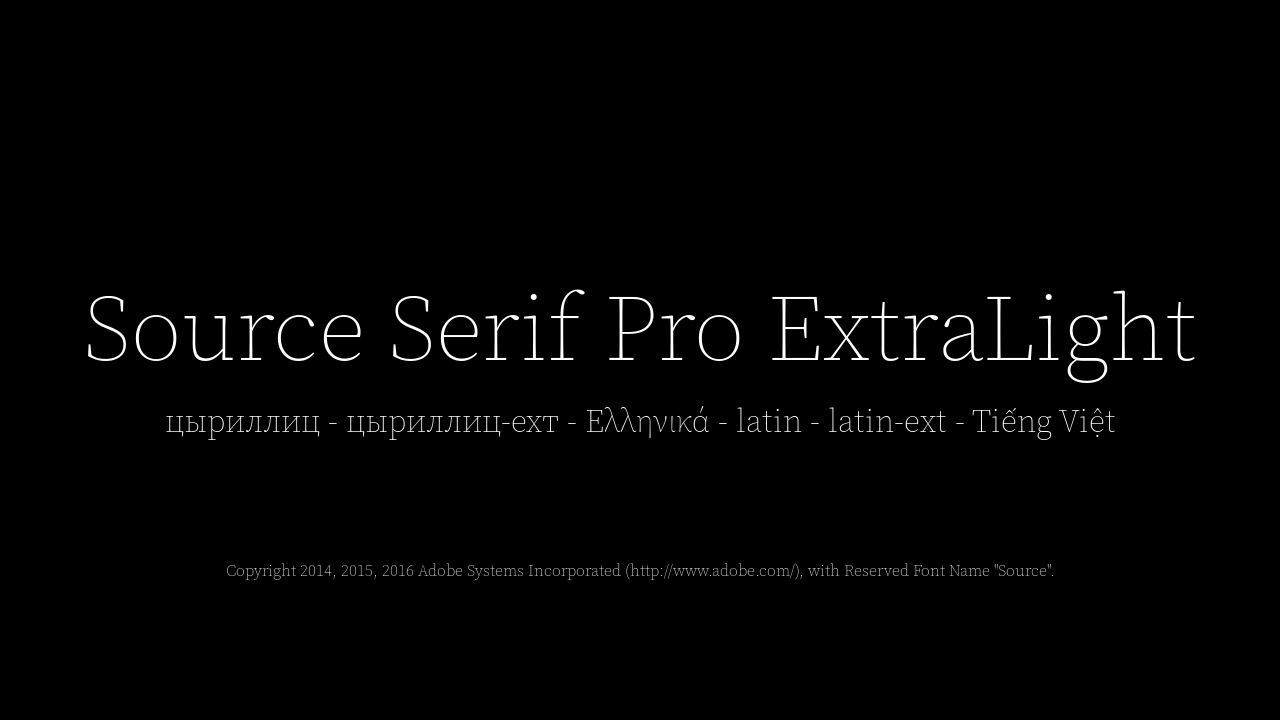 Source Serif Pro ExtraLight
цыриллиц - цыриллиц-ехт - Ελληνικά - latin - latin-ext - Tiếng Việt
Copyright 2014, 2015, 2016 Adobe Systems Incorporated (http://www.adobe.com/), with Reserved Font Name "Source".